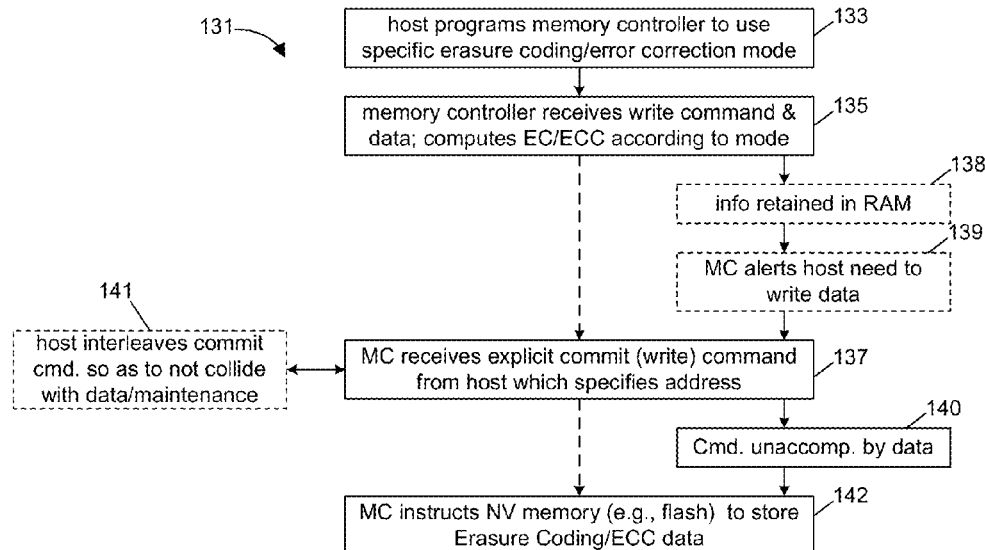 131
host programs memory controller to use
specific erasure coding/error correction mode
133
memory controller receives write command &
data; computes EC/ECC according to mode
135
138
info retained in RAM
139
MC alerts host need to
write data
141
host interleaves commit
cmd. so as to not collide
with data/maintenance
MC receives explicit commit (write) command
from host which specifies address
137
140
Cmd. unaccomp. by data
142
MC instructs NV memory (e.g., flash) to store
Erasure Coding/ECC data